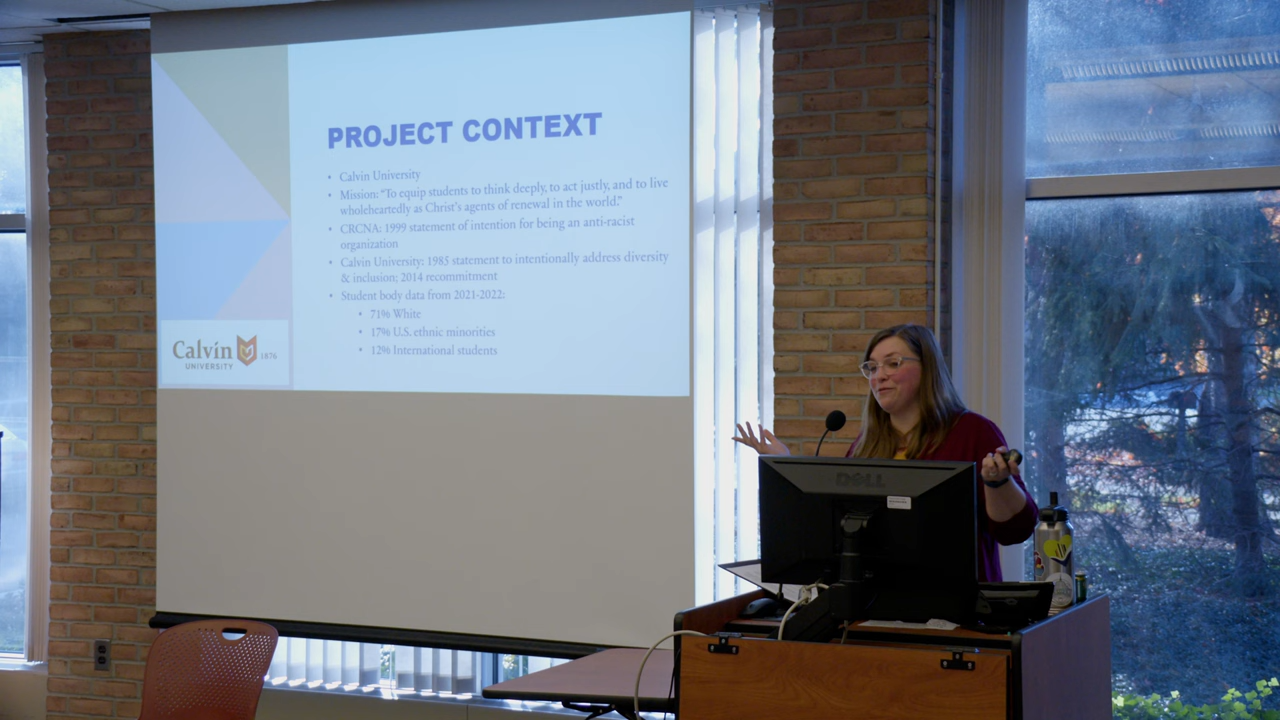 PROJECT CONTEXT
• Calvin University
• Mission: “To equip students to think deeply, to act justly, and to live
wholeheartedly as Christ’s agents of renewal in the world.”
• CRCNA: 1999 statement of intention for being an anti-racist
organization
• Calvin University: 1985 statement to intentionally address diversity
& inclusion; 2014 recommitment
• Student body data from 2021-2022:
• 71% White
• 17% U.S. ethnic minorities
• 12% International students
Calvin
UNIVERSITY
1876
DELL